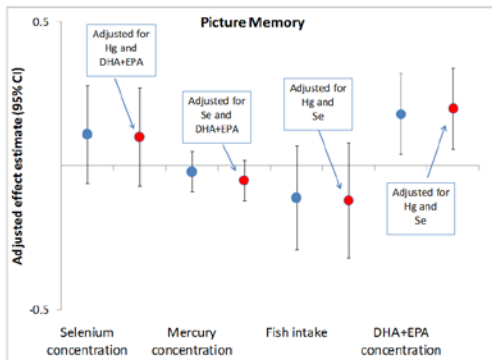 Picture Memory
0.5
Adjusted for
Hg and
DHA+EPA
Adjusted for
Se and
DHA+EPA
Adjusted for
Hg and
Se
Adjusted for
Hg and
Se
Adjusted effect estimate (95% CI)
-0.5
Selenium
concentration
Mercury
concentration
Fish intake
DHA+EPA
concentration